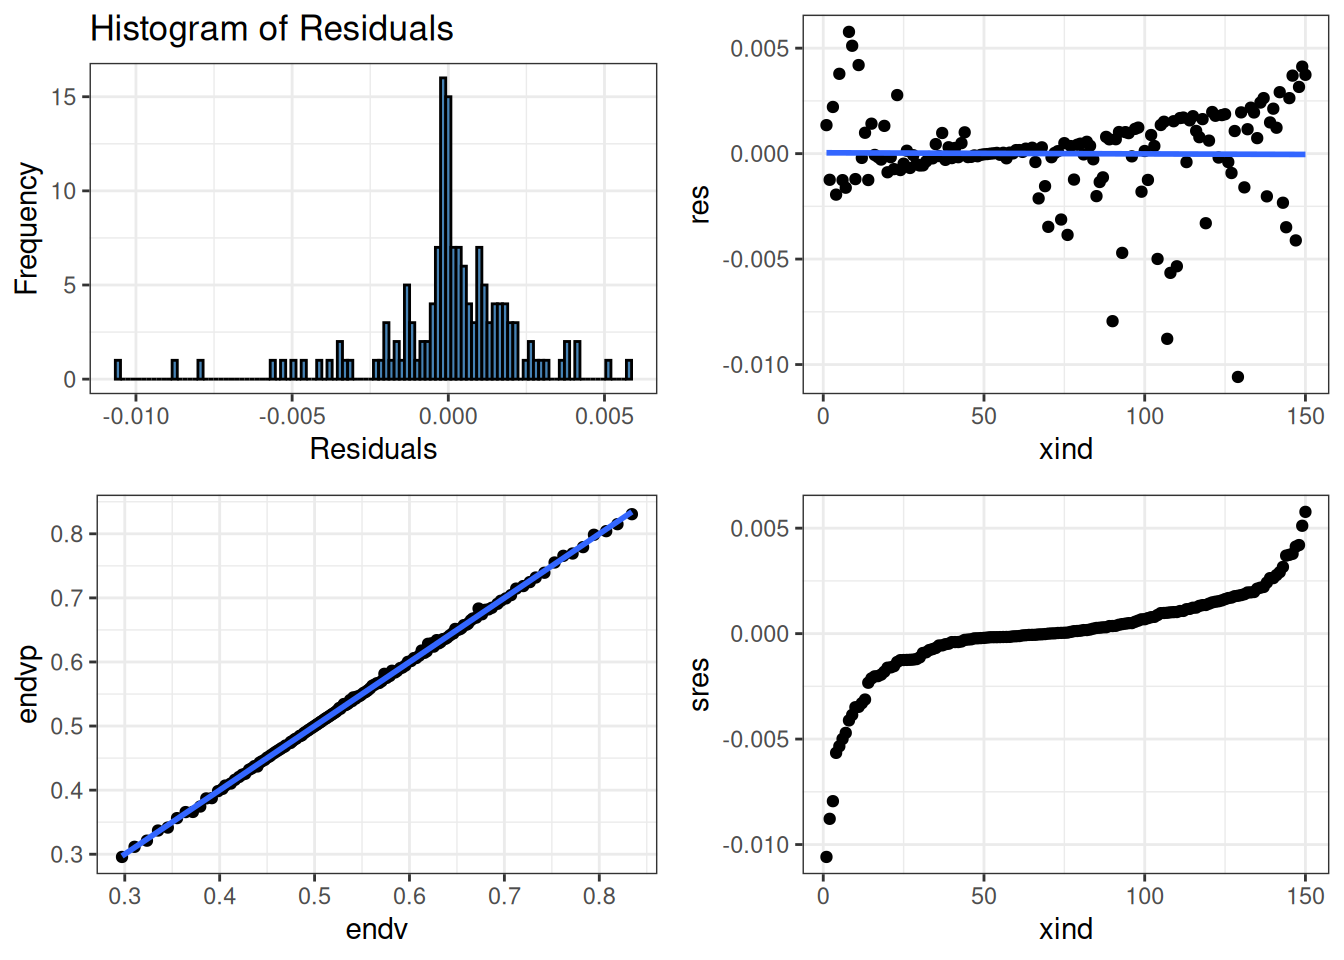 Histogram of Residuals
15
10
5
0
Frequency
-0.010 -0.005 0.000 0.005
Residuals
0.005
0.000
-0.005
-0.010
res
0 50 100 150
xind
0.8
0.7
0.6
0.5
0.4
0.3
endvp
0.3 0.4 0.5 0.6 0.7 0.8
endv
0.005
0.000
-0.005
-0.010
sres
0 50 100 150
xind